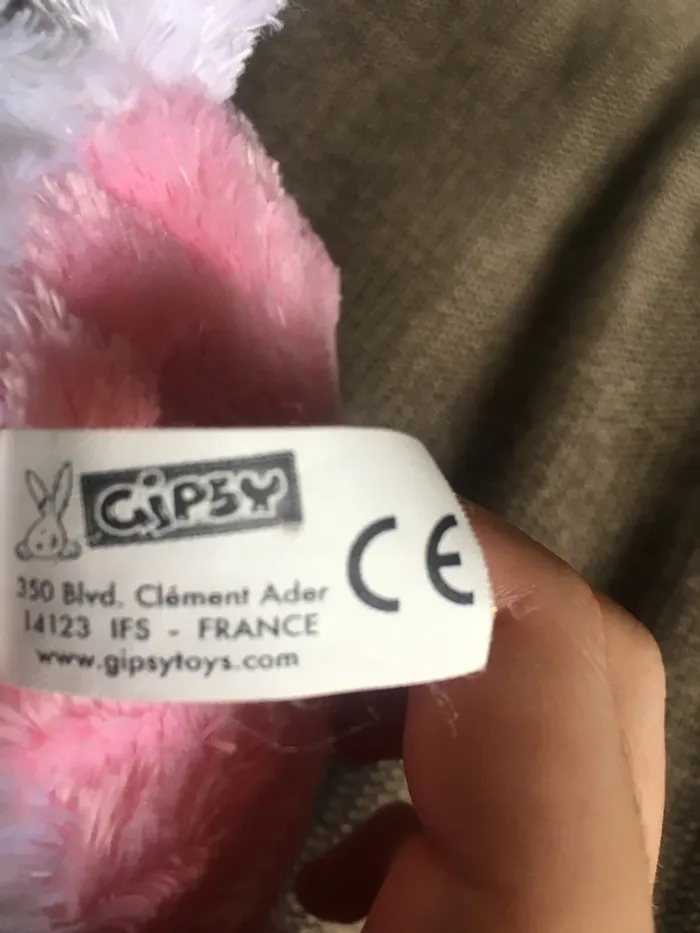 GiPSY
CE
350 Blvd. Clément Ader
14123 IFS - FRANCE
www.gipsytoys.com